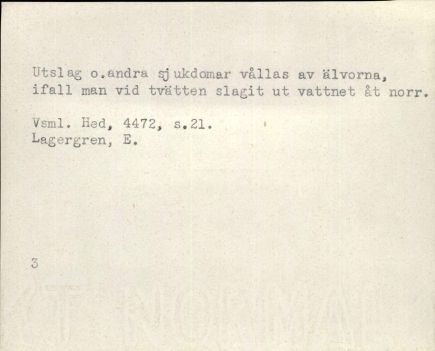 Utslag o.andra sjukdomar vållas av älvorna,
ifall man vid tvätten slagit ut vattnet åt norr.
Vsml. Hed, 4472, s.21.
Lagergren, E.
3